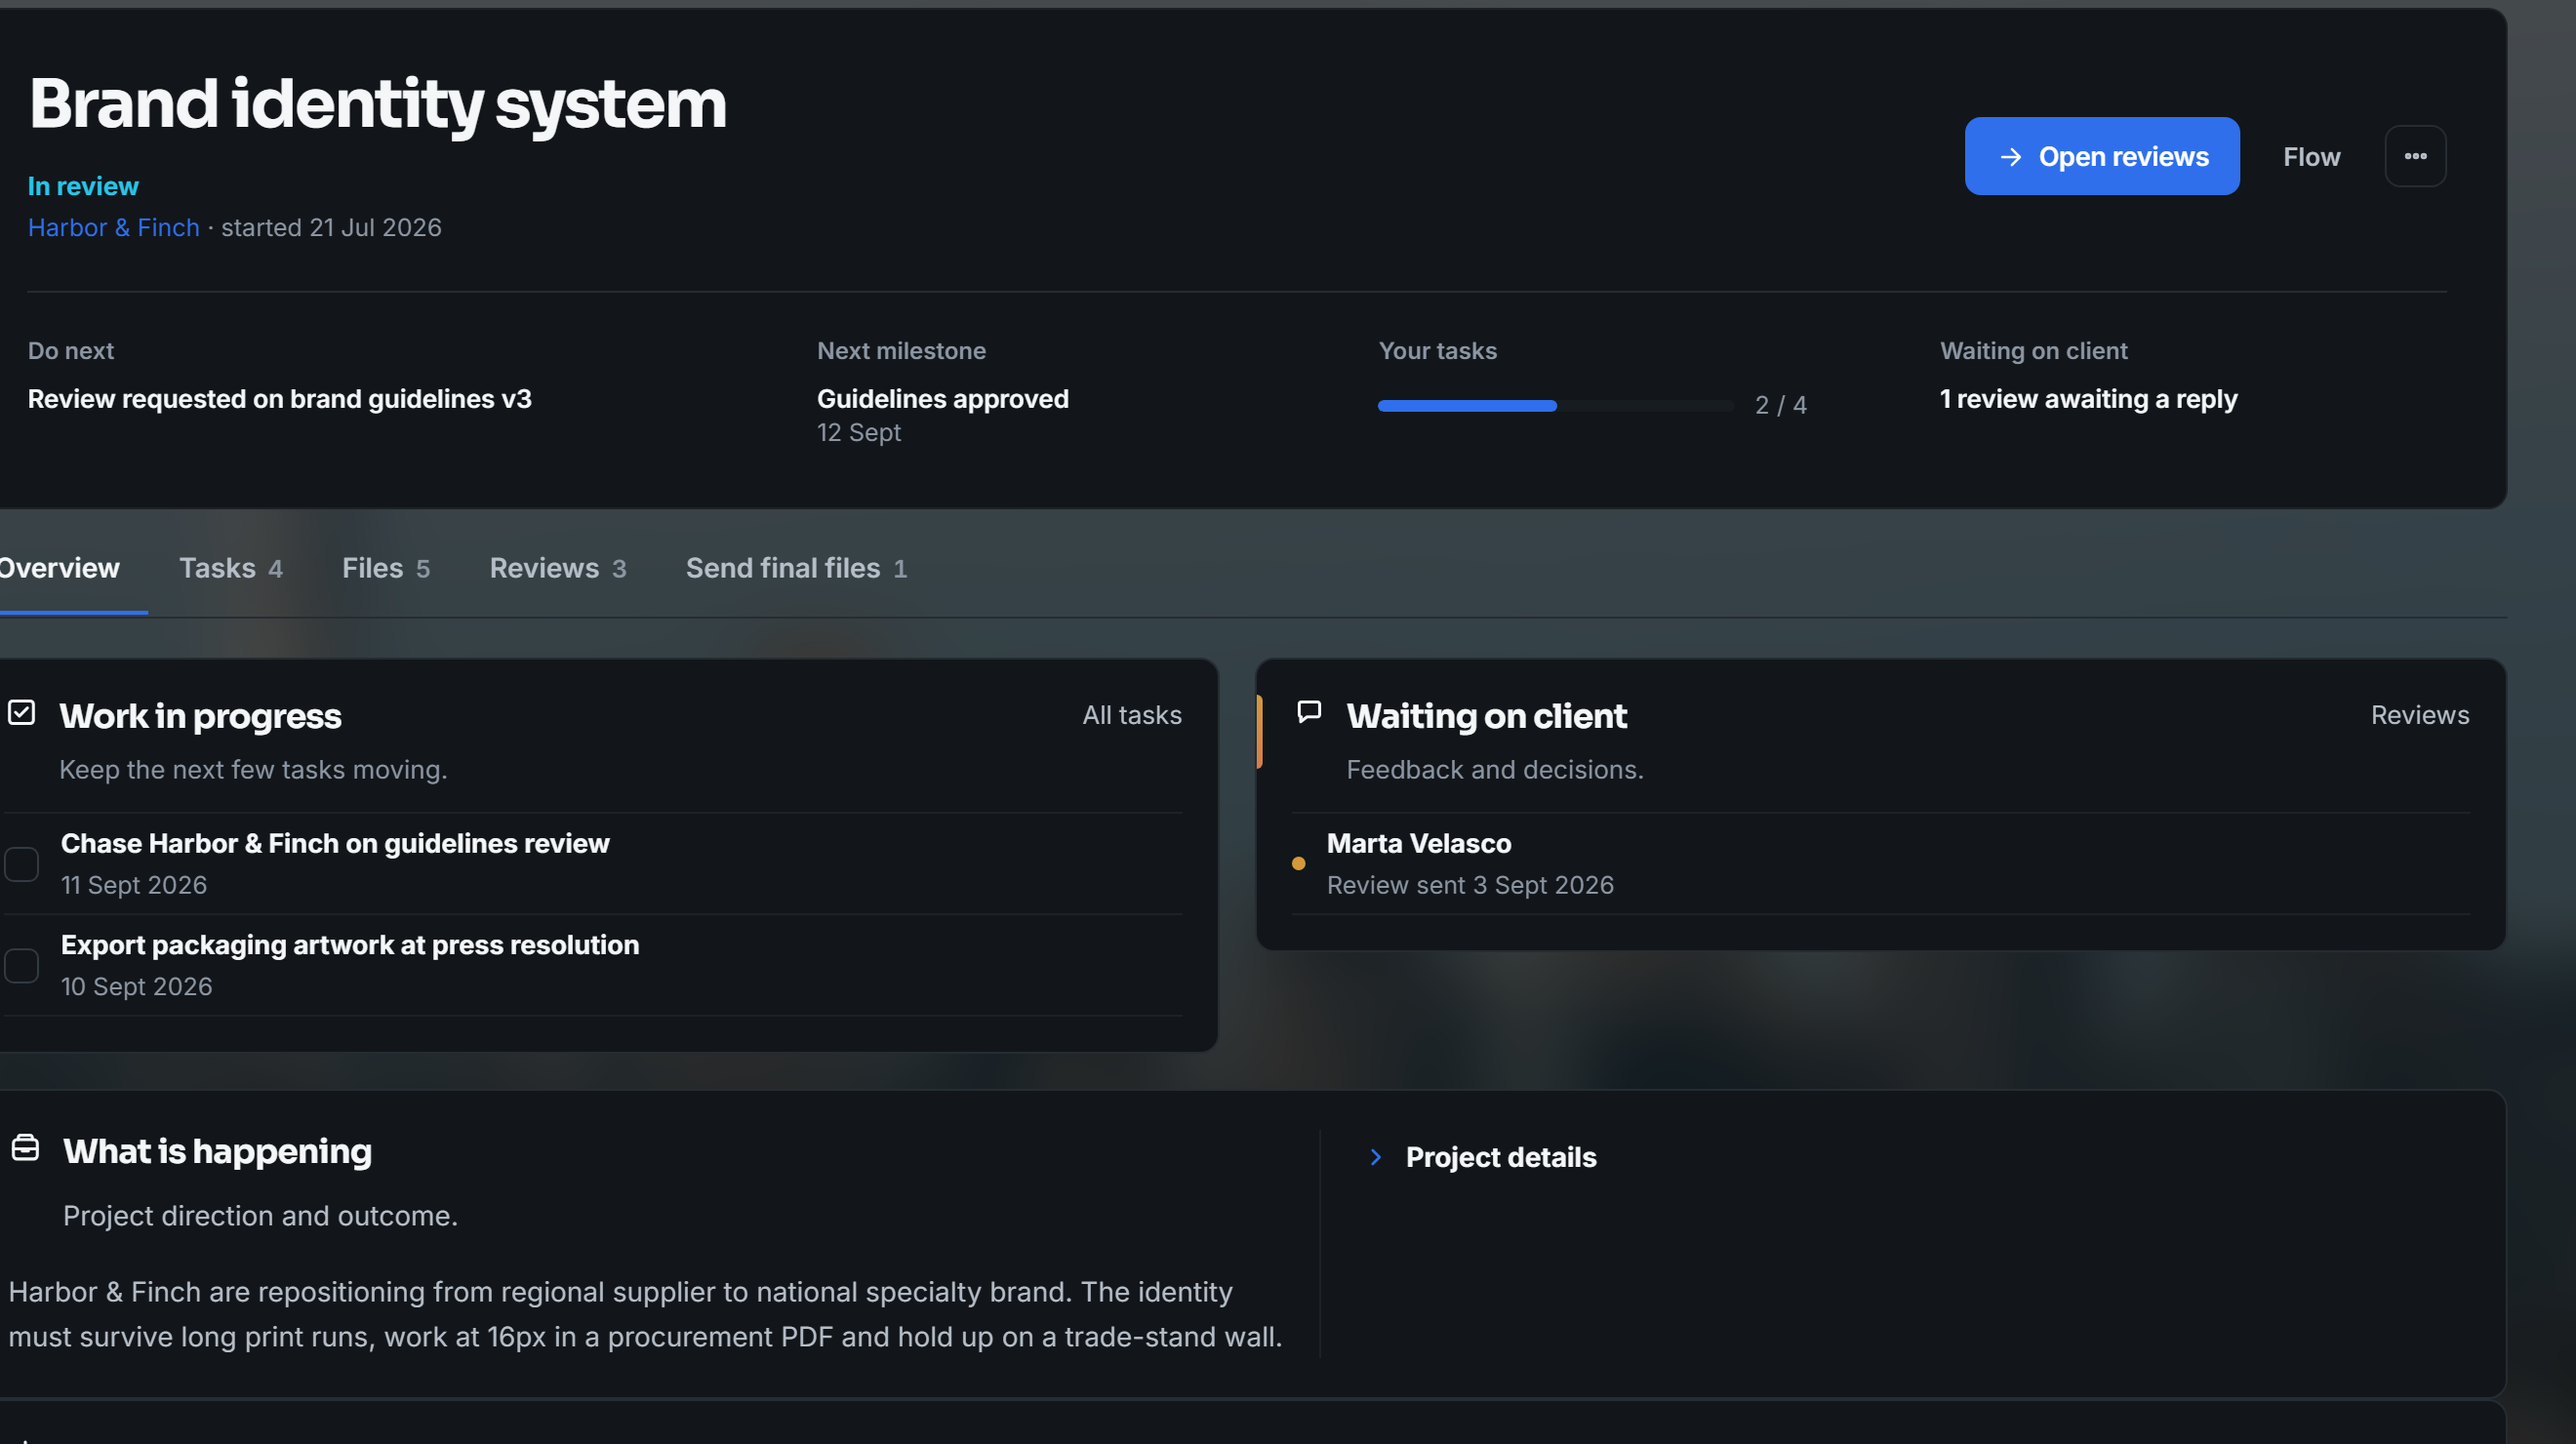 Brand identity system
In review
Harbor & Finch · started 21 Jul 2026
Open reviews
Flow
Do next
Review requested on brand guidelines v3
Next milestone
Guidelines approved
12 Sept
Your tasks
2 / 4
Waiting on client
1 review awaiting a reply
Overview
Tasks 4
Files 5
Reviews 3
Send final files 1
Work in progress
All tasks
Keep the next few tasks moving.
Chase Harbor & Finch on guidelines review
11 Sept 2026
Export packaging artwork at press resolution
10 Sept 2026
Waiting on client
Reviews
Feedback and decisions.
Marta Velasco
Review sent 3 Sept 2026
What is happening
Project direction and outcome.
Harbor & Finch are repositioning from regional supplier to national specialty brand. The identity
must survive long print runs, work at 16px in a procurement PDF and hold up on a trade-stand wall.
Project details